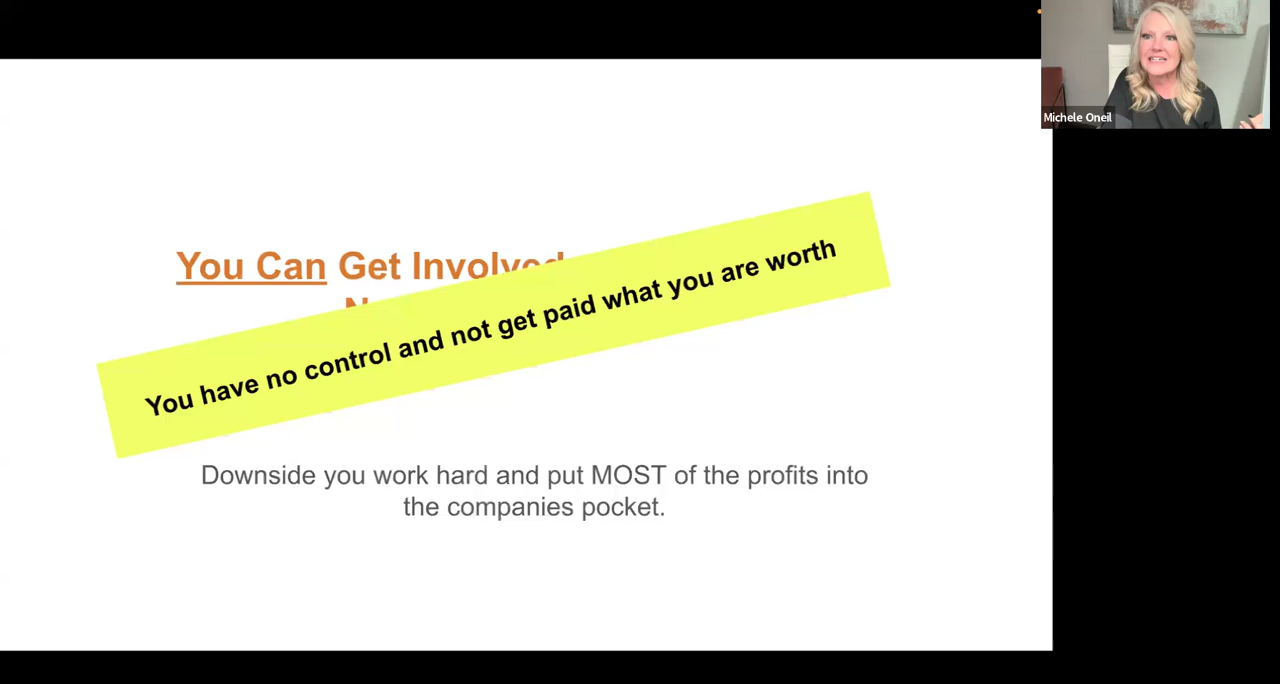 Michele Oneil
You Can Get Involved
You have no control and not get paid what you are worth
Downside you work hard and put MOST of the profits into
the companies pocket.